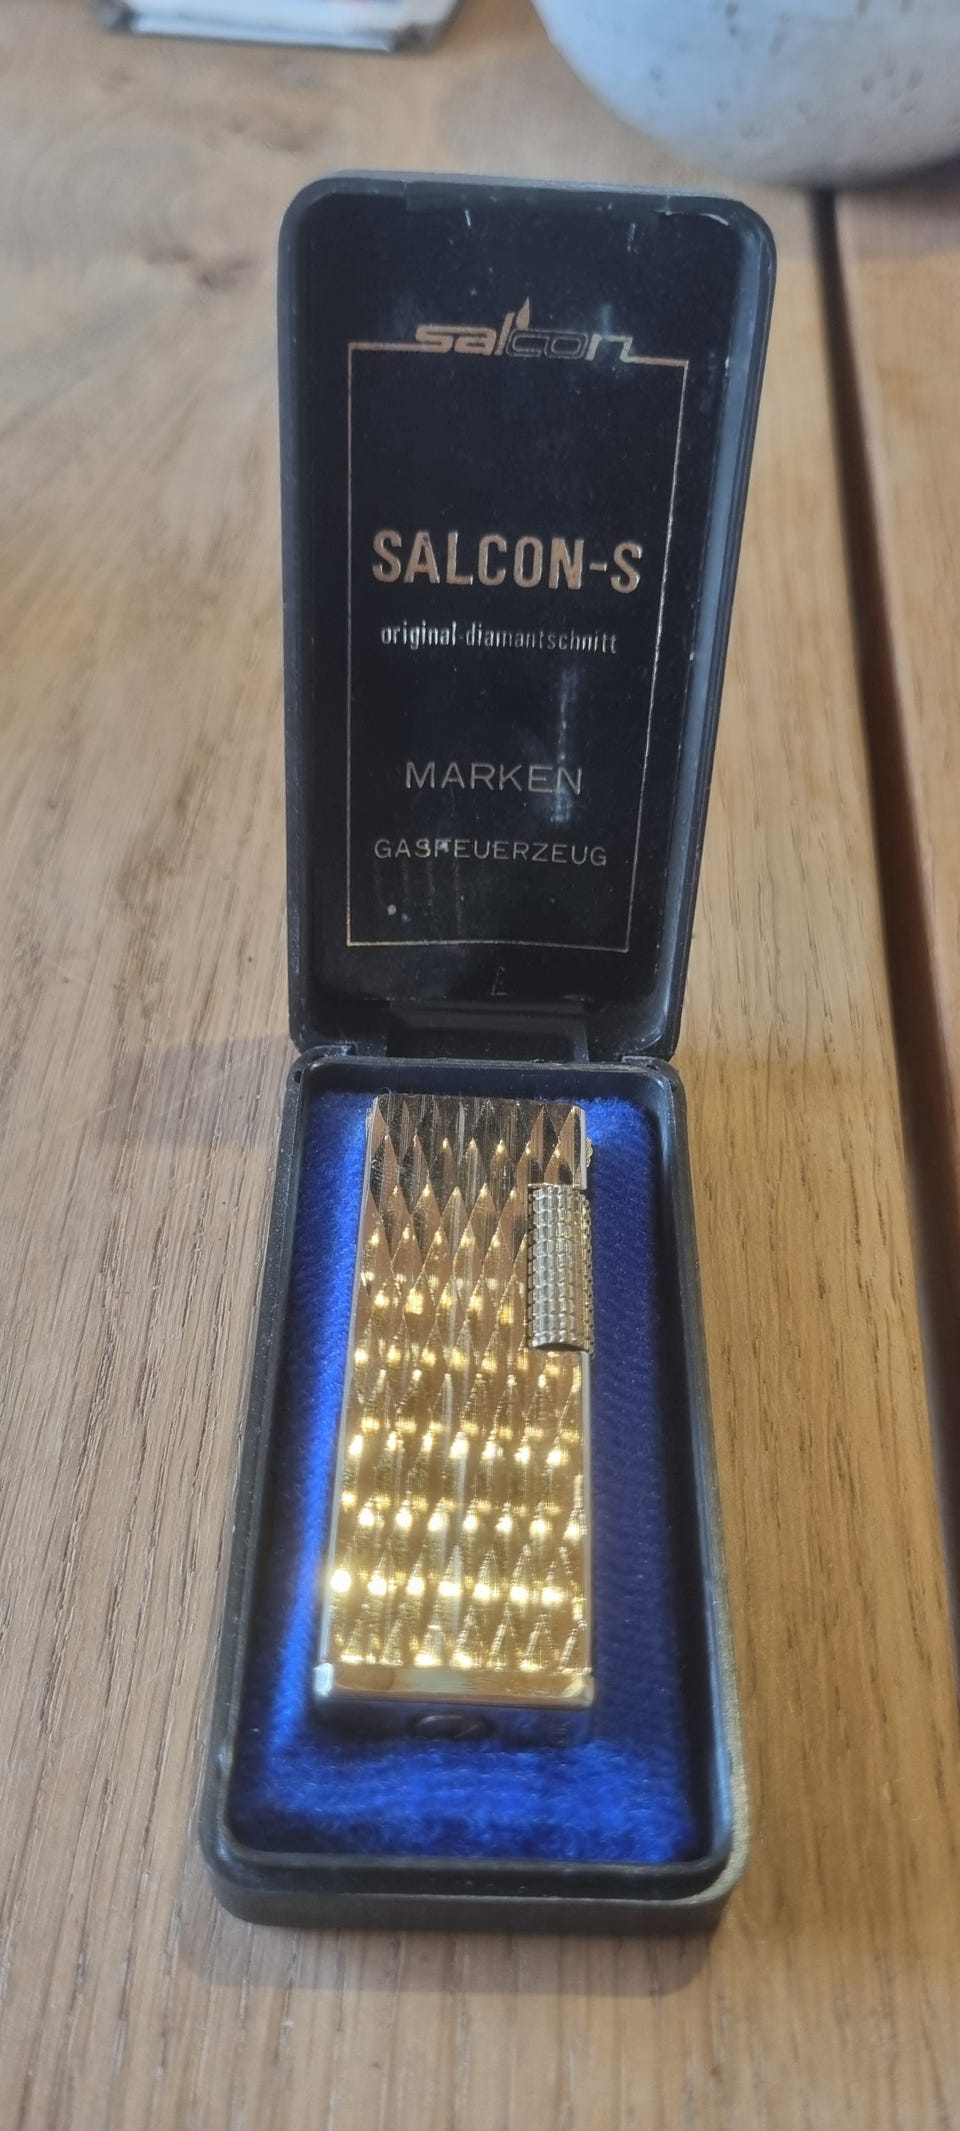 salcon
SALCON-S
original-diamantschnitt
MARKEN
GASFEUERZEUG